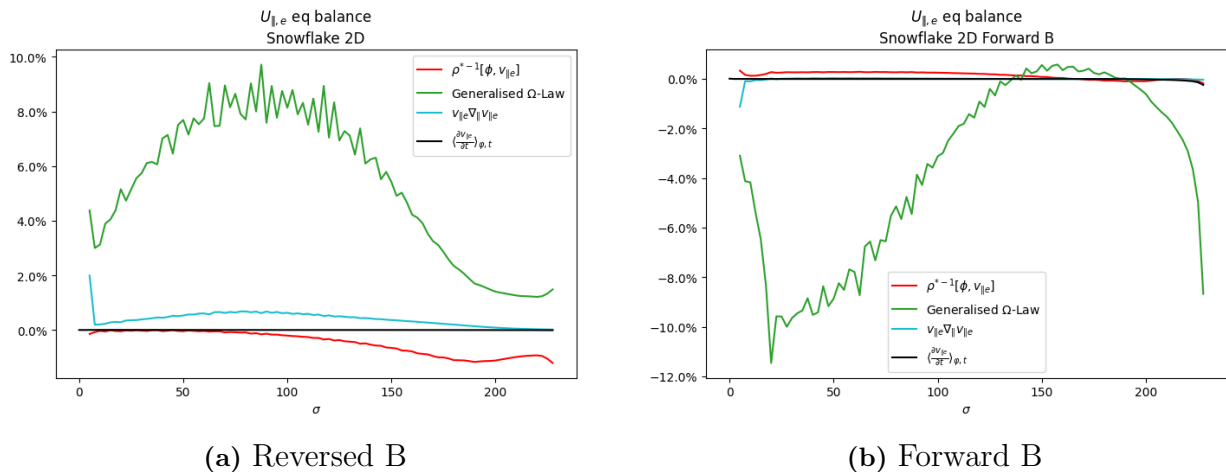 U∥,e eq balance
Snowflake 2D
10.0%
8.0%
6.0%
4.0%
2.0%
0.0%
ρ*−1[ϕ, v∥e]
Generalised Ω-Law
v∥e∇∥v∥e
⟨∂v∥e/∂t⟩φ,t
0 50 100 150 200
σ
(a) Reversed B
U∥,e eq balance
Snowflake 2D Forward B
0.0%
−2.0%
−4.0%
−6.0%
−8.0%
−10.0%
−12.0%
ρ*−1[ϕ, v∥e]
Generalised Ω-Law
v∥e∇∥v∥e
⟨∂v∥e/∂t⟩φ,t
0 50 100 150 200
σ
(b) Forward B